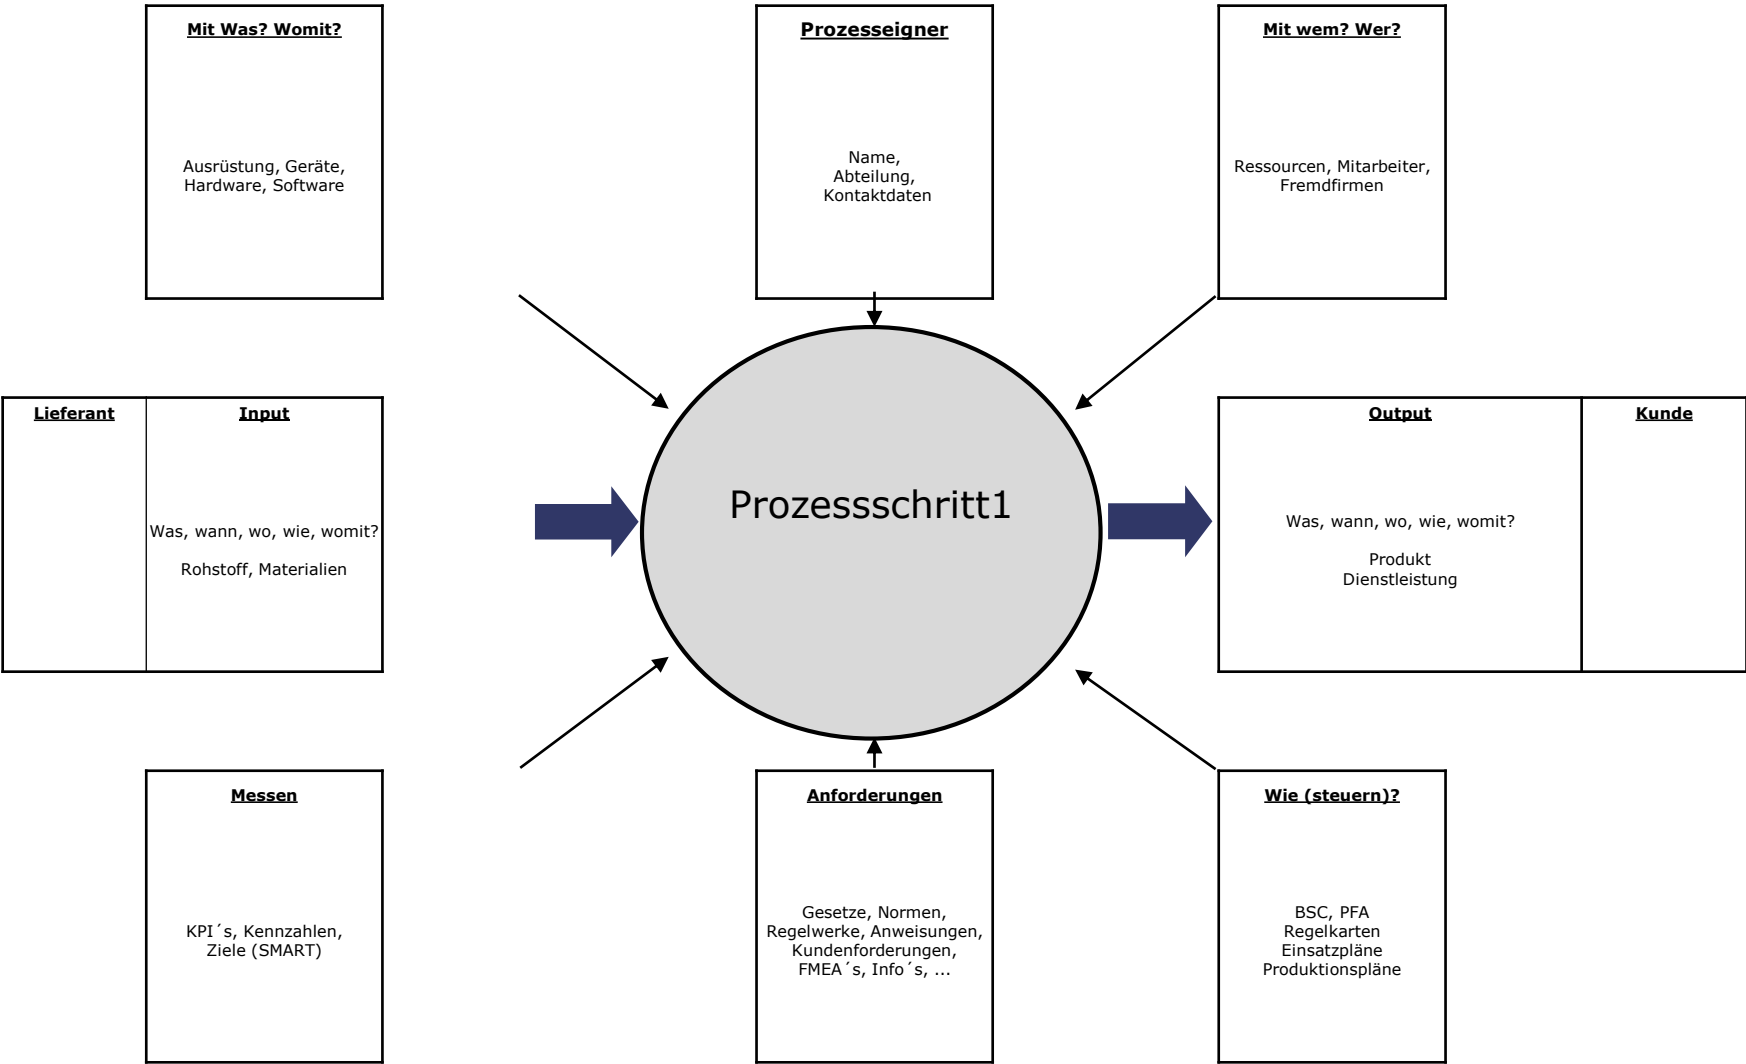 Mit Was? Womit?
Ausrüstung, Geräte,
Hardware, Software
Prozesseigner
Name,
Abteilung,
Kontaktdaten
Mit wem? Wer?
Ressourcen, Mitarbeiter,
Fremdfirmen
Lieferant
Input
Was, wann, wo, wie, womit?
Rohstoff, Materialien
Prozessschritt1
Output
Was, wann, wo, wie, womit?
Produkt
Dienstleistung
Kunde
Messen
KPI´s, Kennzahlen,
Ziele (SMART)
Anforderungen
Gesetze, Normen,
Regelwerke, Anweisungen,
Kundenforderungen,
FMEA´s, Info´s, ...
Wie (steuern)?
BSC, PFA
Regelkarten
Einsatzpläne
Produktionspläne